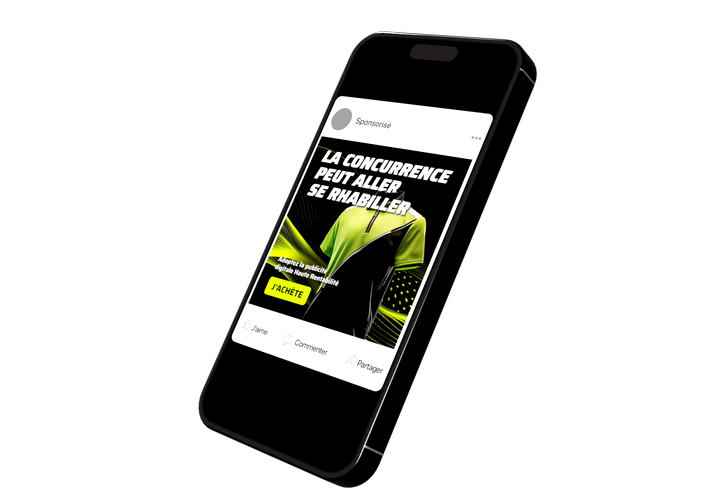 Sponsorisé
LA CONCURRENCE
PEUT ALLER
SE RHABILLER
Adoptez la publicité
digitale Haute Rentabilité
J'ACHÈTE
J'aime
Commenter
Partager